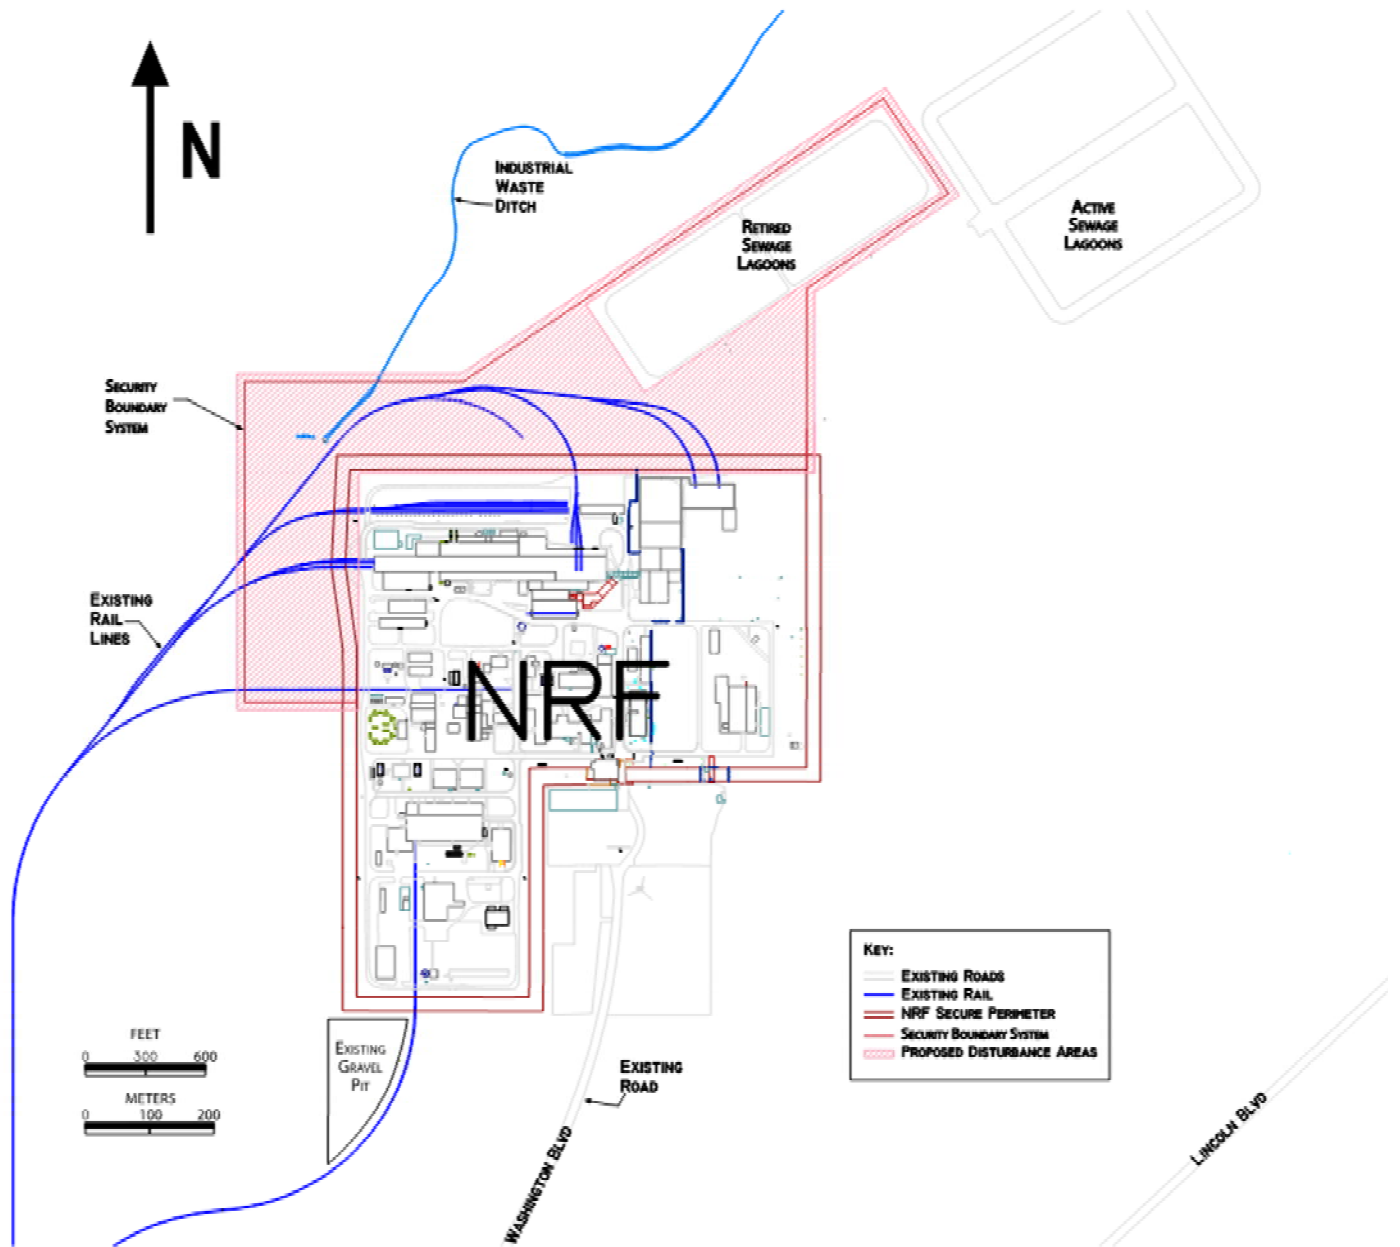 N
INDUSTRIAL
WASTE
DITCH
RETIRED
SEWAGE
LAGOONS
ACTIVE
SEWAGE
LAGOONS
SECURITY
BOUNDARY
SYSTEM
EXISTING
RAIL
LINES
NRF
KEY:
EXISTING ROADS
EXISTING RAIL
NRF SECURE PERIMETER
SECURITY BOUNDARY SYSTEM
PROPOSED DISTURBANCE AREAS
FEET
0 300 600
METERS
0 100 200
EXISTING
GRAVEL
PIT
EXISTING
ROAD
WASHINGTON BLVD
LINCOLN BLVD